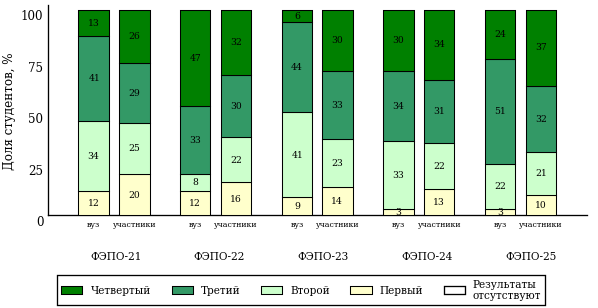 Доля студентов, %
100
75
50
25
0
13 26 47 32 6 30 30 34 24 37
41 29 33 30 44 33 34 31 51 32
34 25 8 22 41 23 33 22 22 21
12 20 12 16 9 14 3 13 3 10
вуз участники вуз участники вуз участники вуз участники вуз участники
ФЭПО-21 ФЭПО-22 ФЭПО-23 ФЭПО-24 ФЭПО-25
Четвертый Третий Второй Первый Результаты
отсутствуют